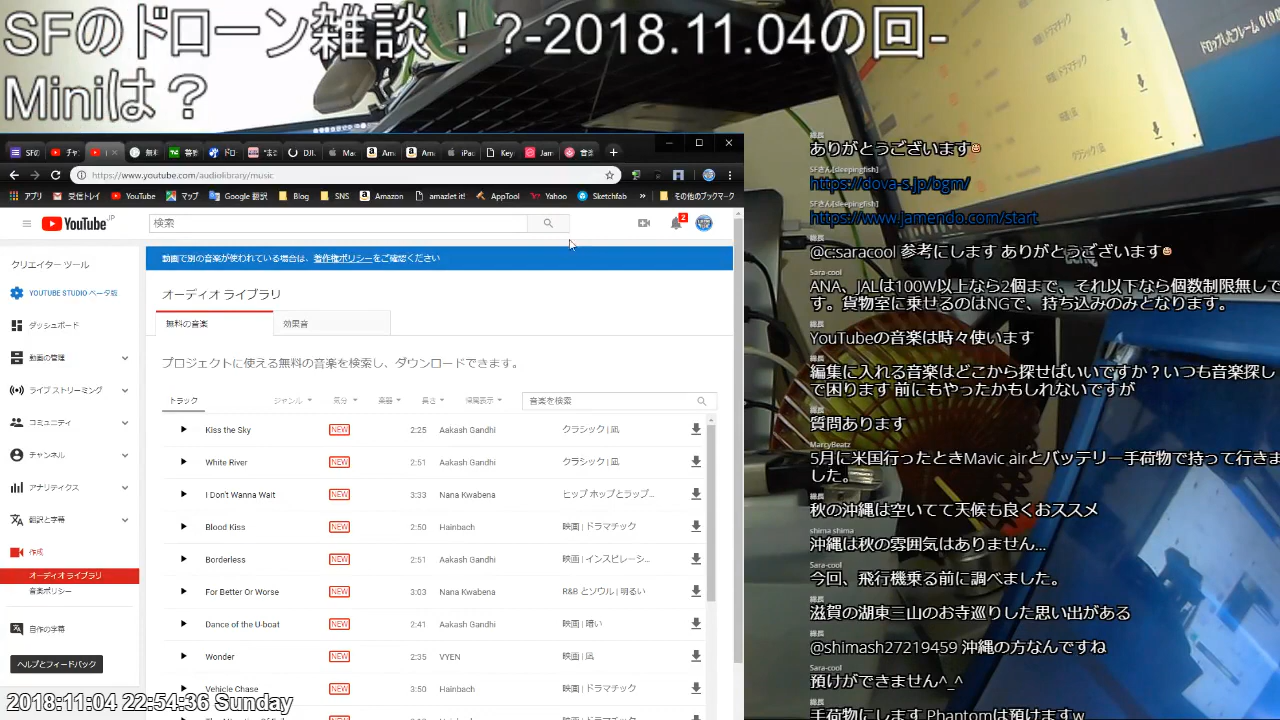 SFのドローン雑談！？-2018.11.04の回-
Miniは？
https://www.youtube.com/audiolibrary/music
アプリ 受信トレイ YouTube マップ Google 翻訳 Blog SNS Amazon amazlet it! AppTool Yahoo Sketchfab » その他のブックマーク
YouTube JP
検索
2
クリエイター ツール
YOUTUBE STUDIO ベータ版
ダッシュボード
動画の管理
ライブ ストリーミング
コミュニティ
チャンネル
アナリティクス
翻訳と字幕
作成
オーディオ ライブラリ
音楽ポリシー
自作の字幕
ヘルプとフィードバック
動画で別の音楽が使われている場合は、著作権ポリシーをご確認ください
オーディオ ライブラリ
無料の音楽 効果音
プロジェクトに使える無料の音楽を検索し、ダウンロードできます。
トラック ジャンル 気分 楽器 長さ 帰属表示 音楽を検索
Kiss the Sky NEW 2:25 Aakash Gandhi クラシック | 凪
White River NEW 2:51 Aakash Gandhi クラシック | 凪
I Don't Wanna Wait NEW 3:33 Nana Kwabena ヒップ ホップとラップ...
Blood Kiss NEW 2:50 Hainbach 映画 | ドラマチック
Borderless NEW 2:51 Aakash Gandhi 映画 | インスピレーシ...
For Better Or Worse NEW 3:03 Nana Kwabena R&B とソウル | 明るい
Dance of the U-boat NEW 2:41 Aakash Gandhi 映画 | 暗い
Wonder NEW 2:35 VYEN 映画 | 凪
Vehicle Chase NEW 3:50 Hainbach 映画 | ドラマチック
2018:11:04 22:54:36 Sunday
ありがとうございます
SFさん[sleepingfish]
https://dova-s.jp/bgm/
SFさん[sleepingfish]
https://www.jamendo.com/start
@c:saracool 参考にします ありがとうございます
Sara-cool
ANA、JALは100W以上なら2個まで、それ以下なら個数制限無しで
す。貨物室に乗せるのはNGで、持ち込みのみとなります。
YouTubeの音楽は時々使います
編集に入れる音楽はどこから探せばいいですか？いつも音楽探し
で困ります 前にもやったかもしれないですが
質問あります
MarcyBeatz
5月に米国行ったときMavic airとバッテリー手荷物で持って行きま
した。
秋の沖縄は空いてて天候も良くおススメ
shima shima
沖縄は秋の雰囲気はありません...
Sara-cool
今回、飛行機乗る前に調べました。
滋賀の湖東三山のお寺巡りした思い出がある
@shimash27219459 沖縄の方なんですね
Sara-cool
預けができません^_^
手荷物にします Phantomは預けますw